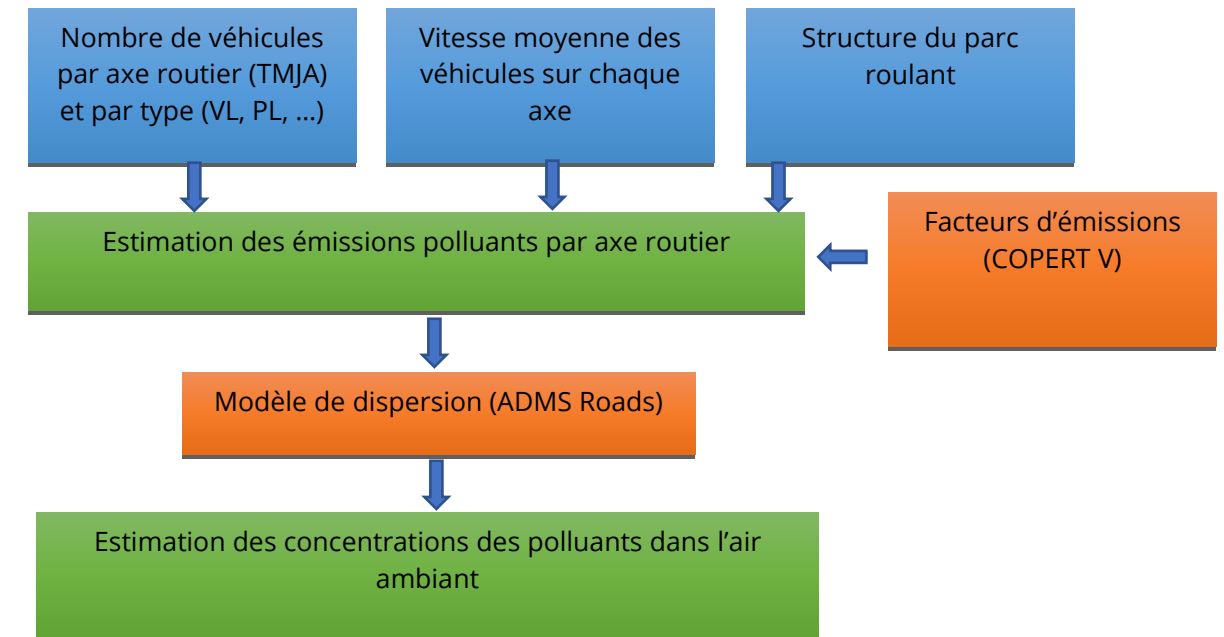 Nombre de véhicules
par axe routier (TMJA)
et par type (VL, PL, ...)
Vitesse moyenne des
véhicules sur chaque
axe
Structure du parc
roulant
Estimation des émissions polluants par axe routier
Facteurs d’émissions
(COPERT V)
Modèle de dispersion (ADMS Roads)
Estimation des concentrations des polluants dans l’air
ambiant